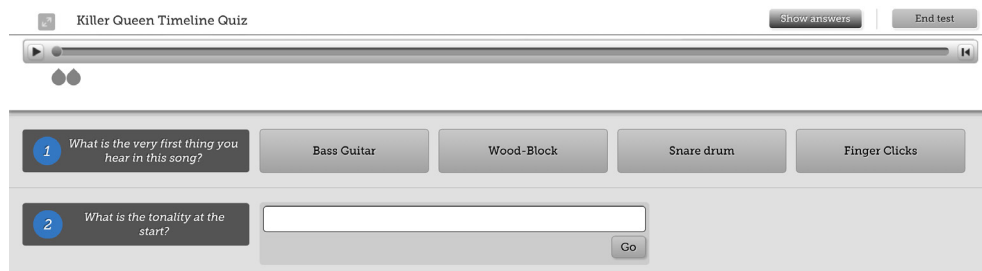 Killer Queen Timeline Quiz
Show answers
End test
1
What is the very first thing you
hear in this song?
Bass Guitar
Wood-Block
Snare drum
Finger Clicks
2
What is the tonality at the
start?
Go